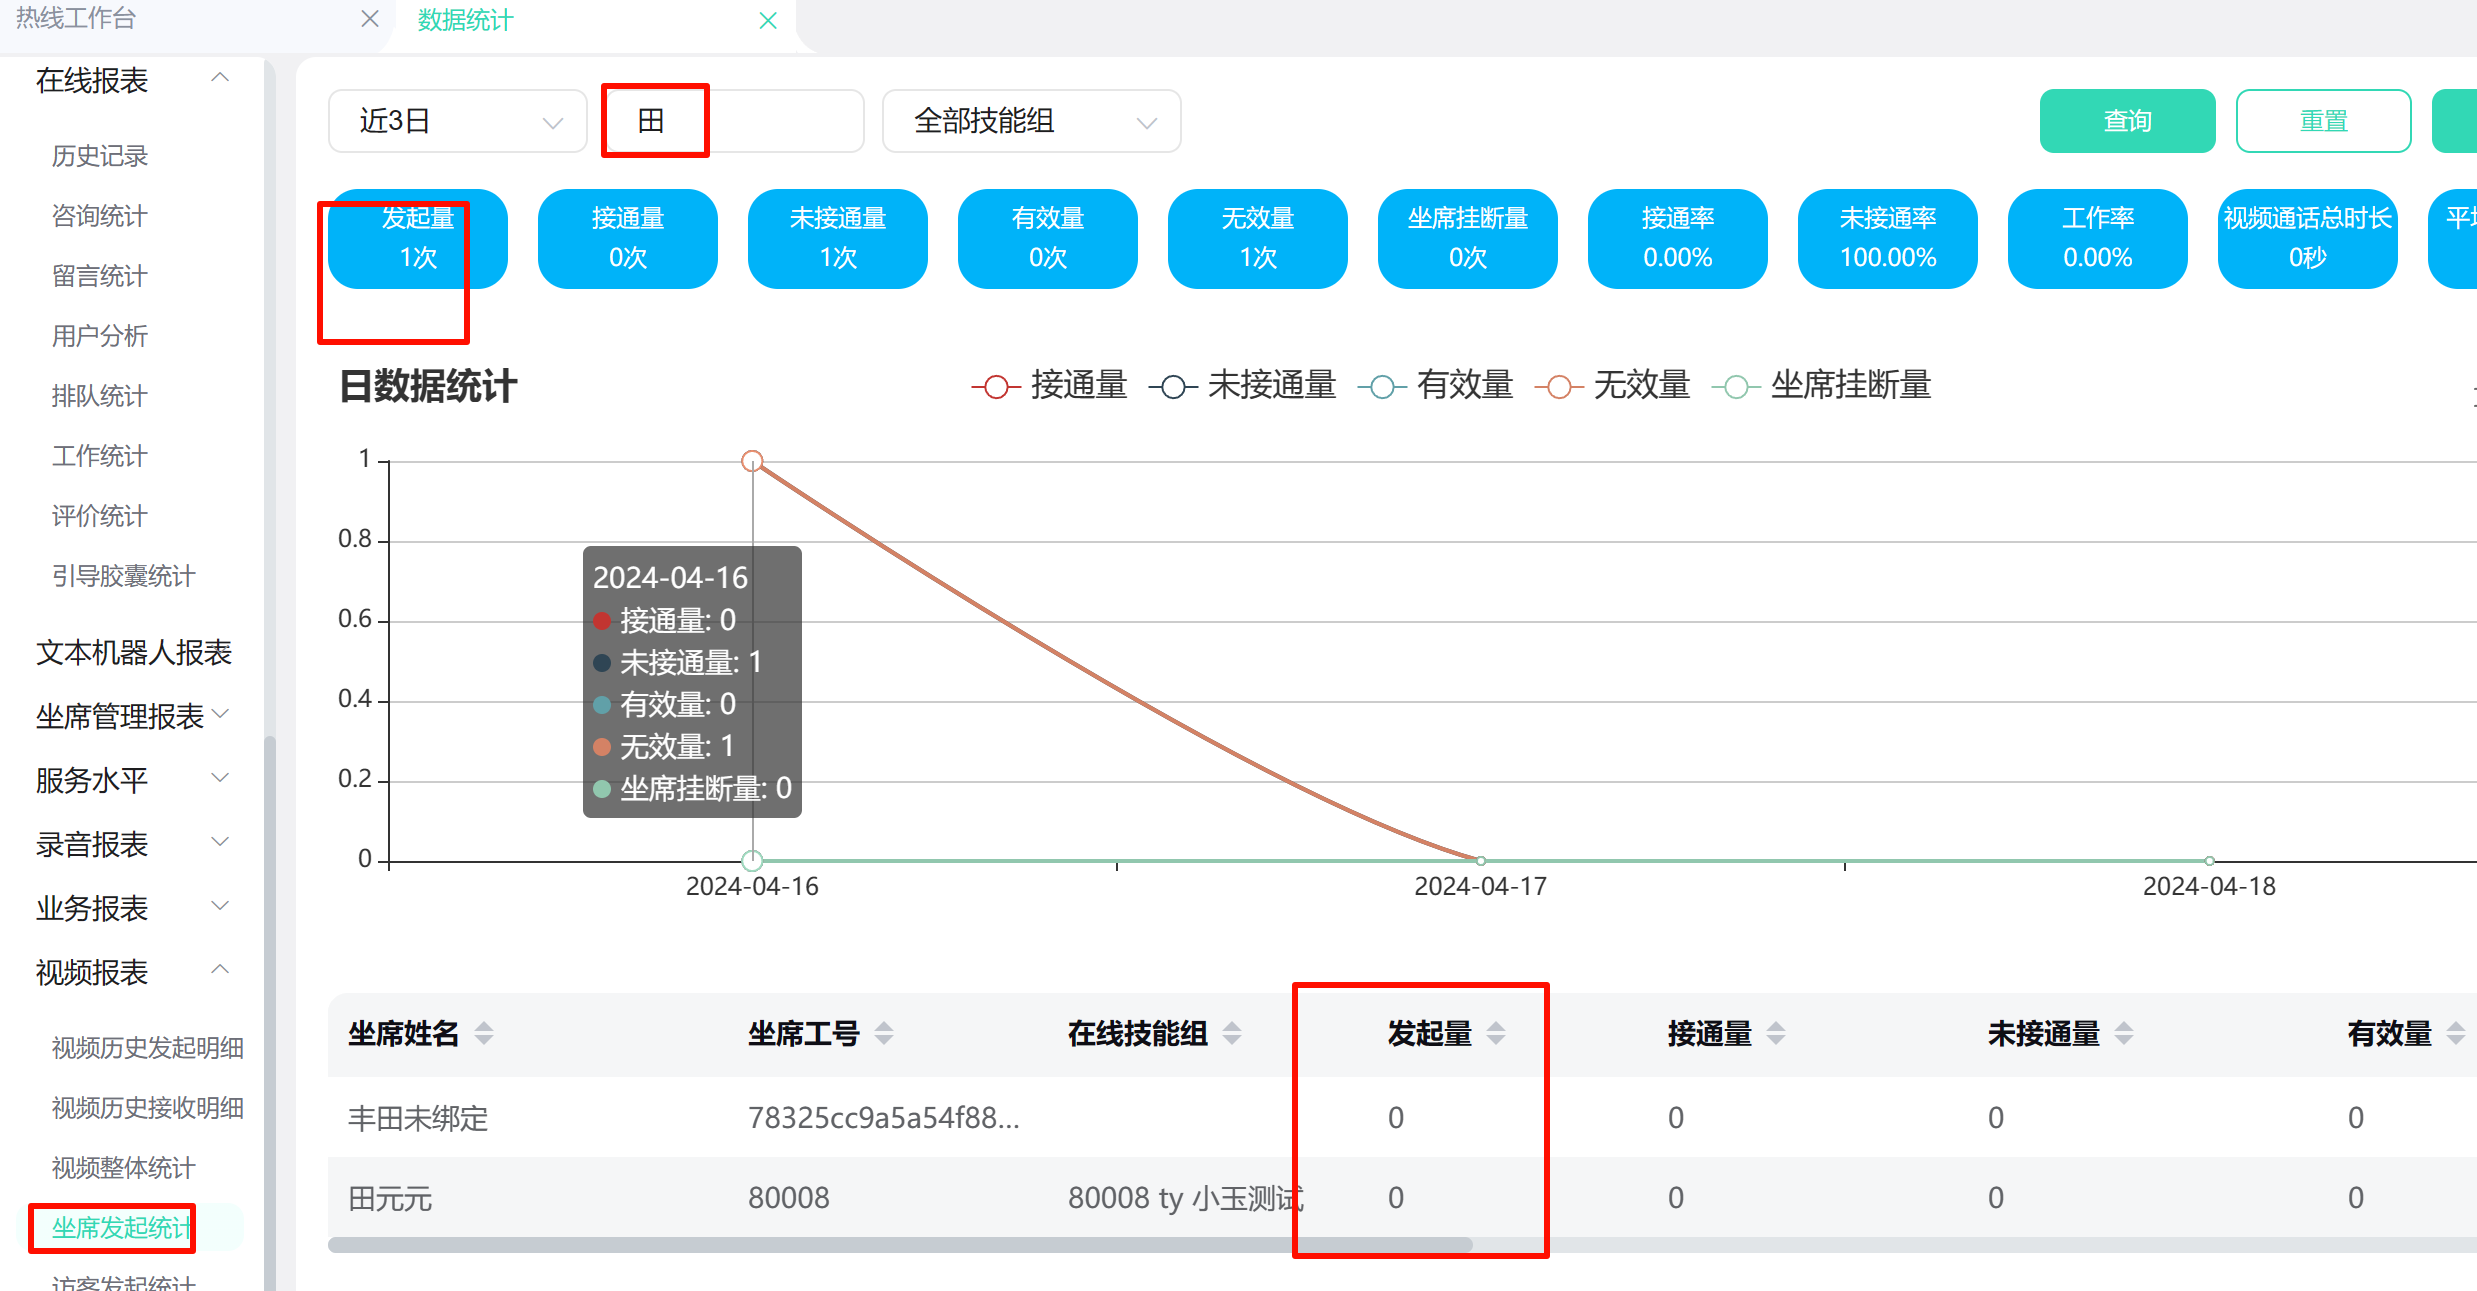 热线工作台
数据统计
在线报表
历史记录
咨询统计
留言统计
用户分析
排队统计
工作统计
评价统计
引导胶囊统计
文本机器人报表
坐席管理报表
服务水平
录音报表
业务报表
视频报表
视频历史发起明细
视频历史接收明细
视频整体统计
坐席发起统计
访客发起统计
近3日
田
全部技能组
查询
重置
发起量
1次
接通量
0次
未接通量
1次
有效量
0次
无效量
1次
坐席挂断量
0次
接通率
0.00%
未接通率
100.00%
工作率
0.00%
视频通话总时长
0秒
日数据统计
接通量 未接通量 有效量 无效量 坐席挂断量
1
0.8
0.6
0.4
0.2
0
2024-04-16
接通量: 0
未接通量: 1
有效量: 0
无效量: 1
坐席挂断量: 0
2024-04-16 2024-04-17 2024-04-18
坐席姓名 坐席工号 在线技能组 发起量 接通量 未接通量 有效量
丰田未绑定 78325cc9a5a54f88... 0 0 0 0
田元元 80008 80008 ty 小玉测试 0 0 0 0